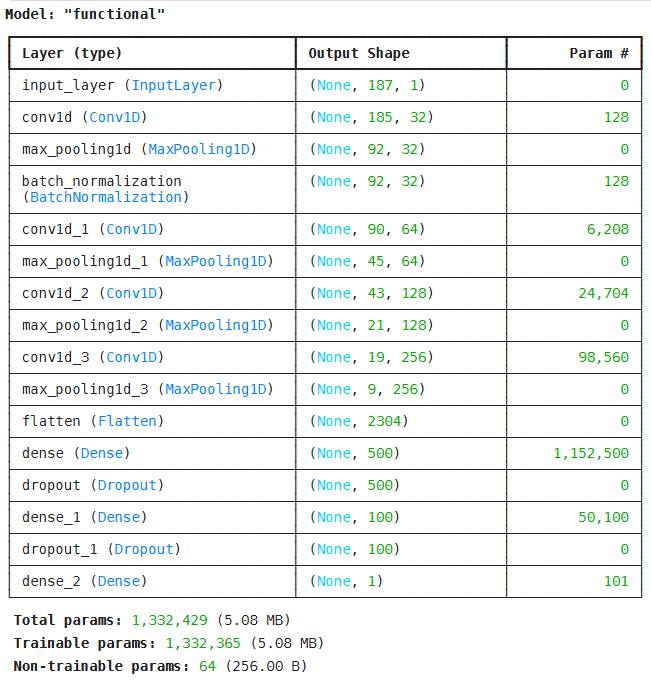 Model: "functional"
Layer (type) Output Shape Param #
input_layer (InputLayer) (None, 187, 1) 0
conv1d (Conv1D) (None, 185, 32) 128
max_pooling1d (MaxPooling1D) (None, 92, 32) 0
batch_normalization (None, 92, 32) 128
(BatchNormalization)
conv1d_1 (Conv1D) (None, 90, 64) 6,208
max_pooling1d_1 (MaxPooling1D) (None, 45, 64) 0
conv1d_2 (Conv1D) (None, 43, 128) 24,704
max_pooling1d_2 (MaxPooling1D) (None, 21, 128) 0
conv1d_3 (Conv1D) (None, 19, 256) 98,560
max_pooling1d_3 (MaxPooling1D) (None, 9, 256) 0
flatten (Flatten) (None, 2304) 0
dense (Dense) (None, 500) 1,152,500
dropout (Dropout) (None, 500) 0
dense_1 (Dense) (None, 100) 50,100
dropout_1 (Dropout) (None, 100) 0
dense_2 (Dense) (None, 1) 101
Total params: 1,332,429 (5.08 MB)
Trainable params: 1,332,365 (5.08 MB)
Non-trainable params: 64 (256.00 B)